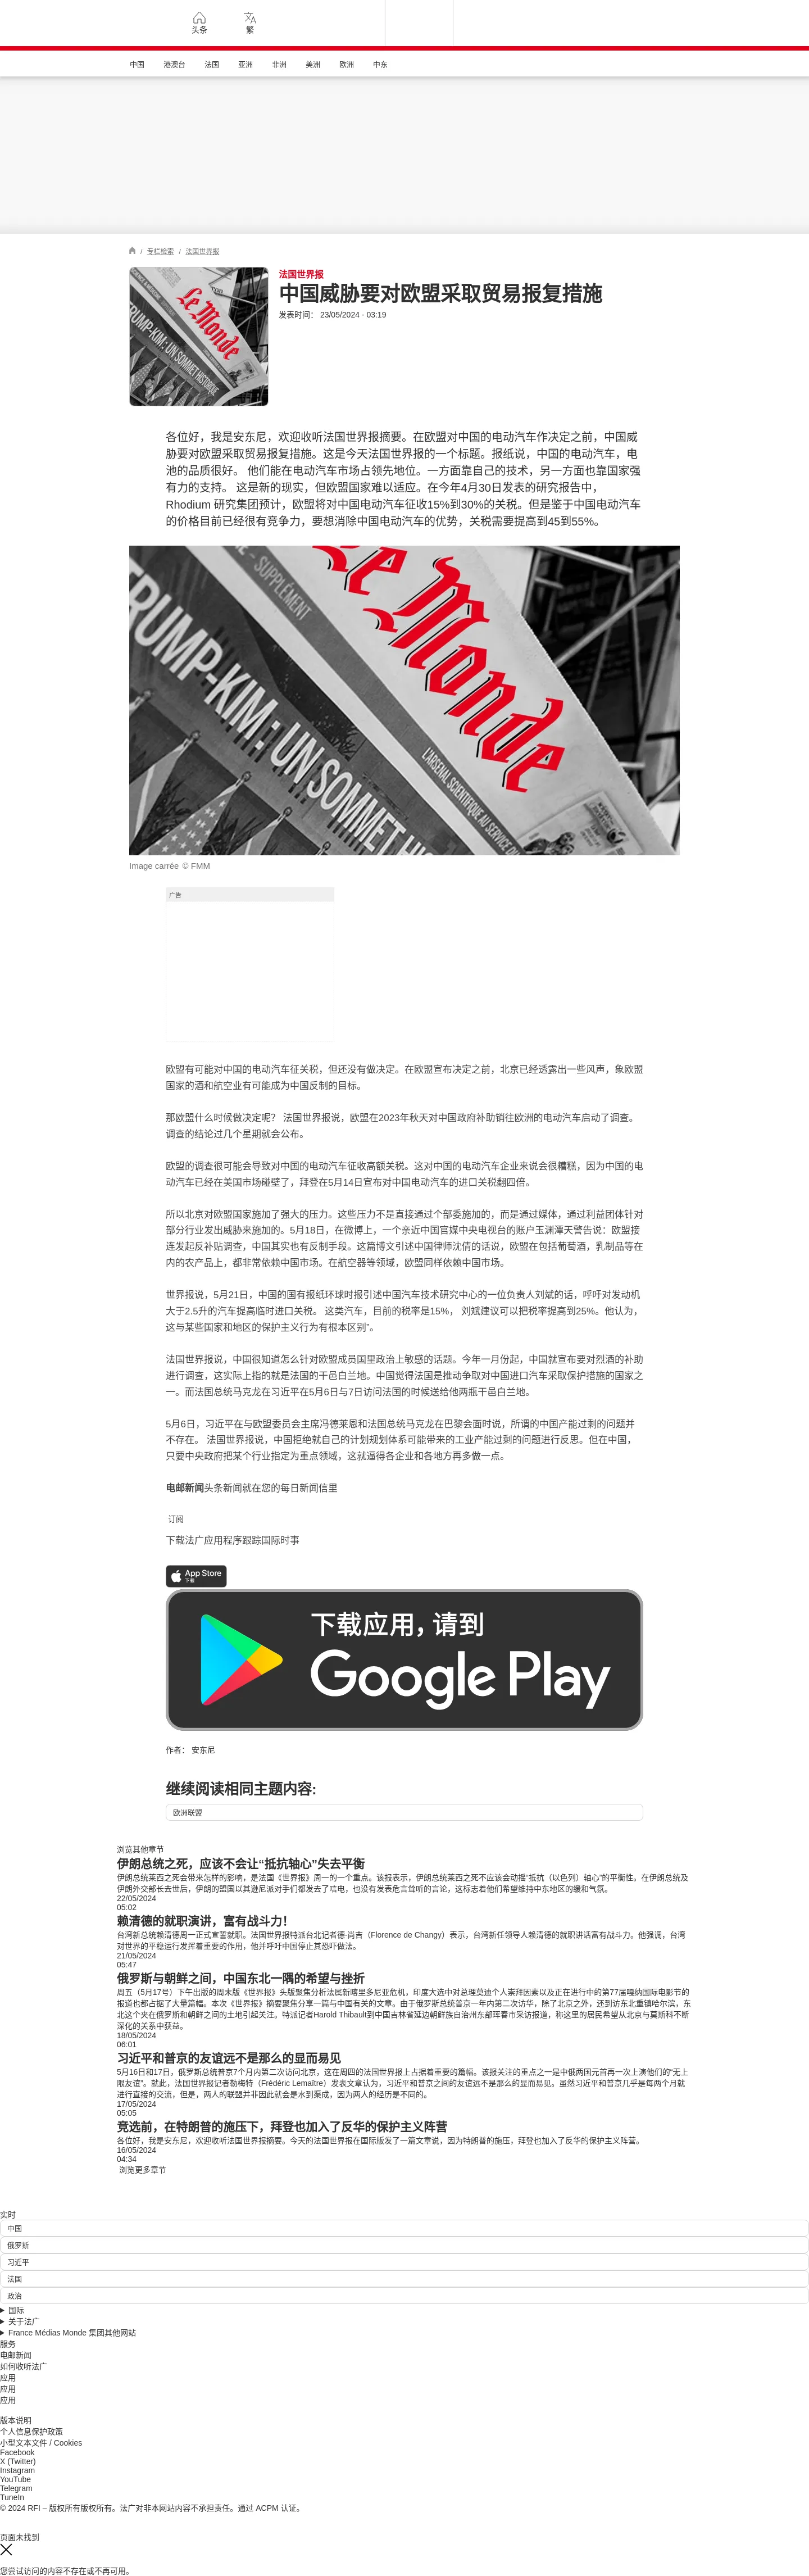 头条
繁
中国 港澳台 法国 亚洲 非洲 美洲 欧洲 中东
/ 专栏检索 / 法国世界报
法国世界报
中国威胁要对欧盟采取贸易报复措施
发表时间： 23/05/2024 - 03:19
Le Monde
TRUMP-KIM: UN SOMMET HISTORIQUE
各位好，我是安东尼，欢迎收听法国世界报摘要。在欧盟对中国的电动汽车作决定之前，中国威
胁要对欧盟采取贸易报复措施。这是今天法国世界报的一个标题。报纸说，中国的电动汽车，电
池的品质很好。 他们能在电动汽车市场占领先地位。一方面靠自己的技术，另一方面也靠国家强
有力的支持。 这是新的现实，但欧盟国家难以适应。在今年4月30日发表的研究报告中，
Rhodium 研究集团预计，欧盟将对中国电动汽车征收15%到30%的关税。但是鉴于中国电动汽车
的价格目前已经很有竞争力，要想消除中国电动汽车的优势，关税需要提高到45到55%。
Le Monde
SUPPLÉMENT
TRUMP-KIM: UN SOMMET HISTORIQUE
L'ARSENAL SCIENTIFIQUE AU SERVICE DU
Image carrée © FMM
广告
欧盟有可能对中国的电动汽车征关税，但还没有做决定。在欧盟宣布决定之前，北京已经透露出一些风声，象欧盟
国家的酒和航空业有可能成为中国反制的目标。
那欧盟什么时候做决定呢？ 法国世界报说，欧盟在2023年秋天对中国政府补助销往欧洲的电动汽车启动了调查。
调查的结论过几个星期就会公布。
欧盟的调查很可能会导致对中国的电动汽车征收高额关税。这对中国的电动汽车企业来说会很糟糕，因为中国的电
动汽车已经在美国市场碰壁了，拜登在5月14日宣布对中国电动汽车的进口关税翻四倍。
所以北京对欧盟国家施加了强大的压力。这些压力不是直接通过个部委施加的，而是通过媒体，通过利益团体针对
部分行业发出威胁来施加的。5月18日，在微博上，一个亲近中国官媒中央电视台的账户玉渊潭天警告说：欧盟接
连发起反补贴调查，中国其实也有反制手段。这篇博文引述中国律师沈倩的话说，欧盟在包括葡萄酒，乳制品等在
内的农产品上，都非常依赖中国市场。在航空器等领域，欧盟同样依赖中国市场。
世界报说，5月21日，中国的国有报纸环球时报引述中国汽车技术研究中心的一位负责人刘斌的话，呼吁对发动机
大于2.5升的汽车提高临时进口关税。 这类汽车，目前的税率是15%， 刘斌建议可以把税率提高到25%。他认为，
这与某些国家和地区的保护主义行为有根本区别”。
法国世界报说，中国很知道怎么针对欧盟成员国里政治上敏感的话题。今年一月份起，中国就宣布要对烈酒的补助
进行调查，这实际上指的就是法国的干邑白兰地。中国觉得法国是推动争取对中国进口汽车采取保护措施的国家之
一。而法国总统马克龙在习近平在5月6日与7日访问法国的时候送给他两瓶干邑白兰地。
5月6日，习近平在与欧盟委员会主席冯德莱恩和法国总统马克龙在巴黎会面时说，所谓的中国产能过剩的问题并
不存在。 法国世界报说，中国拒绝就自己的计划规划体系可能带来的工业产能过剩的问题进行反思。但在中国，
只要中央政府把某个行业指定为重点领域，这就逼得各企业和各地方再多做一点。
电邮新闻头条新闻就在您的每日新闻信里
订阅
下载法广应用程序跟踪国际时事
App Store
下载
下载应用，请到
Google Play
作者： 安东尼
继续阅读相同主题内容:
欧洲联盟
浏览其他章节
伊朗总统之死，应该不会让“抵抗轴心”失去平衡
伊朗总统莱西之死会带来怎样的影响，是法国《世界报》周一的一个重点。该报表示，伊朗总统莱西之死不应该会动摇“抵抗（以色列）轴心”的平衡性。在伊朗总统及
伊朗外交部长去世后，伊朗的盟国以其逊尼派对手们都发去了唁电，也没有发表危言耸听的言论，这标志着他们希望维持中东地区的缓和气氛。
22/05/2024
05:02
赖清德的就职演讲，富有战斗力！
台湾新总统赖清德周一正式宣誓就职。法国世界报特派台北记者德·尚吉（Florence de Changy）表示，台湾新任领导人赖清德的就职讲话富有战斗力。他强调，台湾
对世界的平稳运行发挥着重要的作用，他并呼吁中国停止其恐吓做法。
21/05/2024
05:47
俄罗斯与朝鲜之间，中国东北一隅的希望与挫折
周五（5月17号）下午出版的周末版《世界报》头版聚焦分析法属新喀里多尼亚危机，印度大选中对总理莫迪个人崇拜因素以及正在进行中的第77届嘎纳国际电影节的
报道也都占据了大量篇幅。本次《世界报》摘要聚焦分享一篇与中国有关的文章。由于俄罗斯总统普京一年内第二次访华，除了北京之外，还到访东北重镇哈尔滨，东
北这个夹在俄罗斯和朝鲜之间的土地引起关注。特派记者Harold Thibault到中国吉林省延边朝鲜族自治州东部珲春市采访报道，称这里的居民希望从北京与莫斯科不断
深化的关系中获益。
18/05/2024
06:01
习近平和普京的友谊远不是那么的显而易见
5月16日和17日，俄罗斯总统普京7个月内第二次访问北京，这在周四的法国世界报上占据着重要的篇幅。该报关注的重点之一是中俄两国元首再一次上演他们的“无上
限友谊”。就此，法国世界报记者勒梅特（Frédéric Lemaître）发表文章认为，习近平和普京之间的友谊远不是那么的显而易见。虽然习近平和普京几乎是每两个月就
进行直接的交流，但是，两人的联盟并非因此就会是水到渠成，因为两人的经历是不同的。
17/05/2024
05:05
竞选前，在特朗普的施压下，拜登也加入了反华的保护主义阵营
各位好，我是安东尼，欢迎收听法国世界报摘要。今天的法国世界报在国际版发了一篇文章说，因为特朗普的施压，拜登也加入了反华的保护主义阵营。
16/05/2024
04:34
浏览更多章节
实时
中国
俄罗斯
习近平
法国
政治
国际
关于法广
France Médias Monde 集团其他网站
服务
电邮新闻
如何收听法广
应用
应用
应用
版本说明
个人信息保护政策
小型文本文件 / Cookies
Facebook
X (Twitter)
Instagram
YouTube
Telegram
TuneIn
© 2024 RFI – 版权所有版权所有。法广对非本网站内容不承担责任。通过 ACPM 认证。
页面未找到
您尝试访问的内容不存在或不再可用。